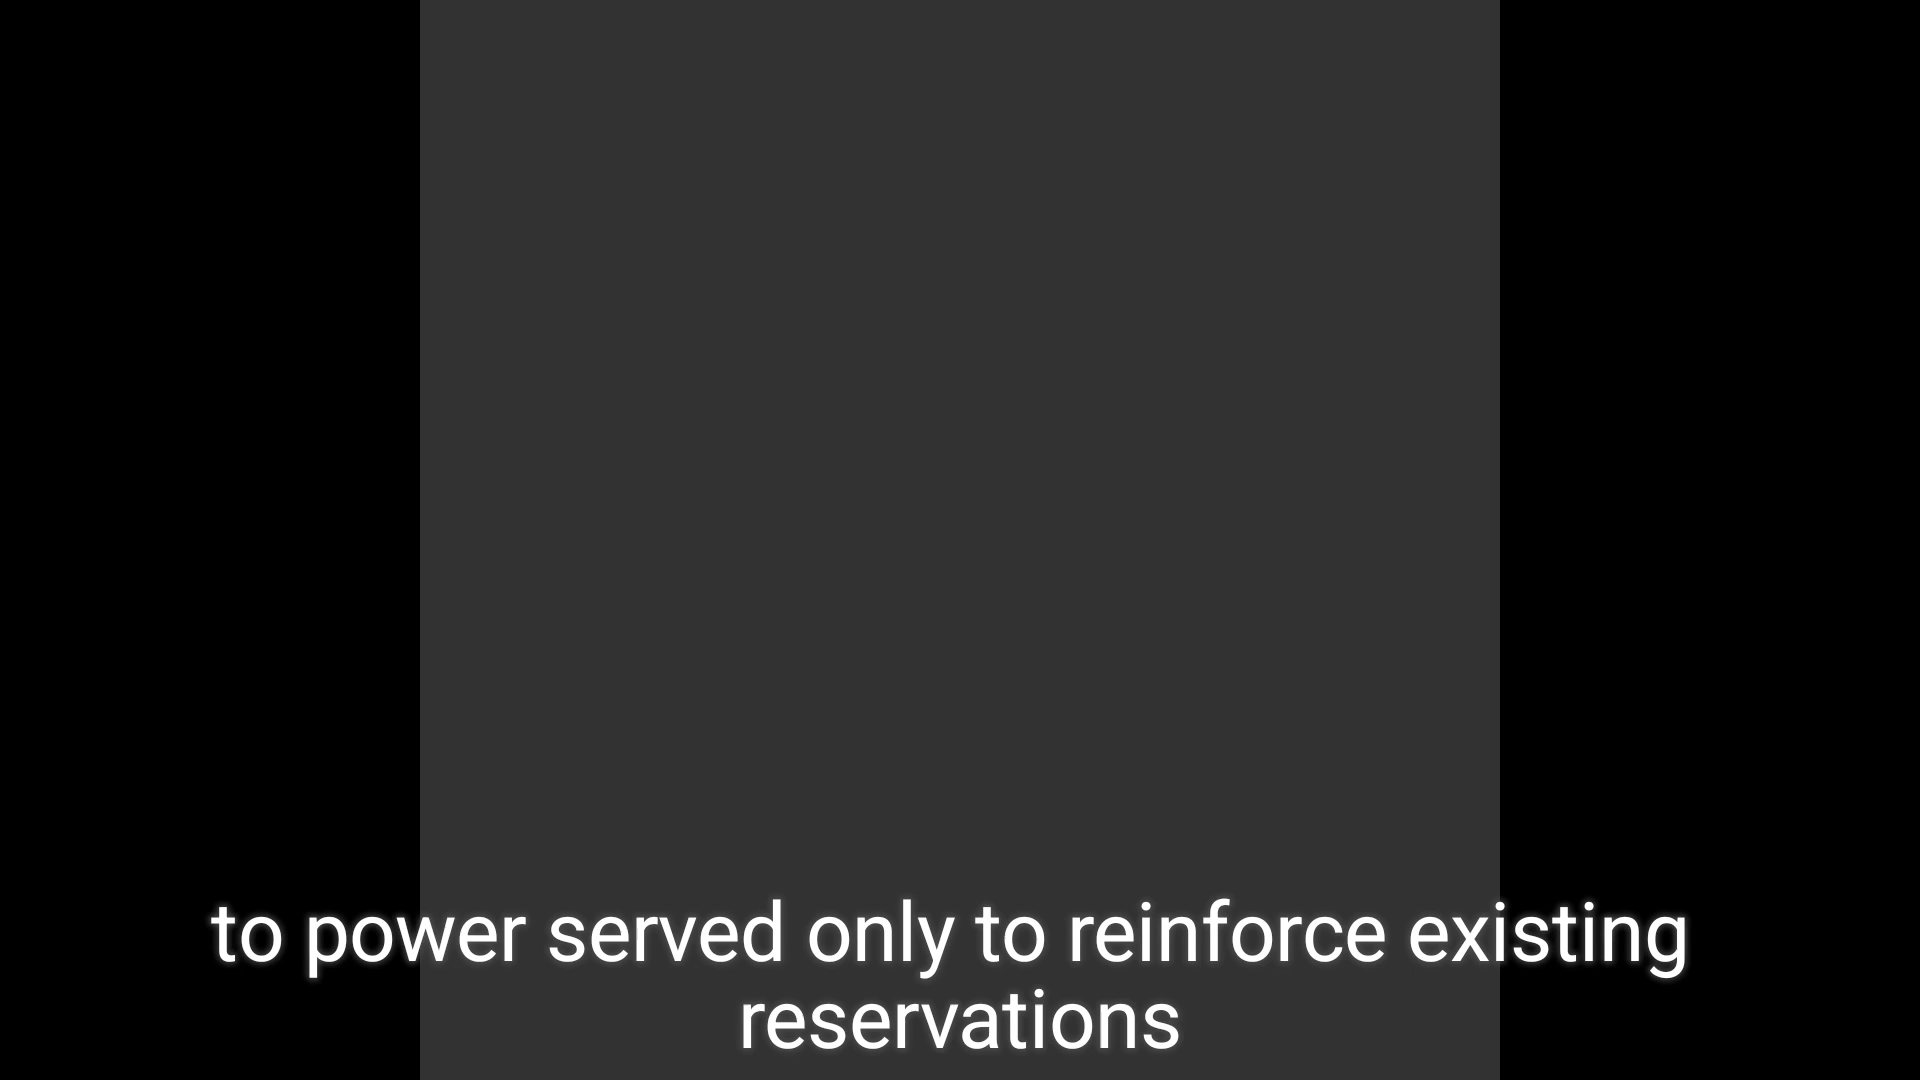 to power served only to reinforce existing
reservations